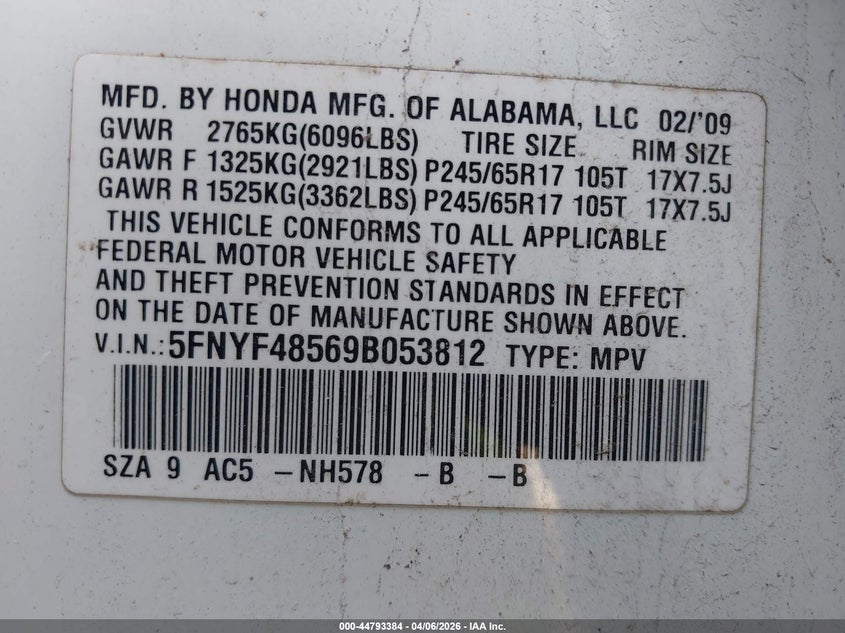 MFD. BY HONDA MFG. OF ALABAMA, LLC 02/'09
GVWR 2765KG(6096LBS) TIRE SIZE RIM SIZE
GAWR F 1325KG(2921LBS) P245/65R17 105T 17X7.5J
GAWR R 1525KG(3362LBS) P245/65R17 105T 17X7.5J
THIS VEHICLE CONFORMS TO ALL APPLICABLE
FEDERAL MOTOR VEHICLE SAFETY
AND THEFT PREVENTION STANDARDS IN EFFECT
ON THE DATE OF MANUFACTURE SHOWN ABOVE.
V.I.N.: 5FNYF48569B053812 TYPE: MPV
SZA 9 AC5 -NH578 -B -B
000-44793384 - 04/06/2026 - IAA Inc.